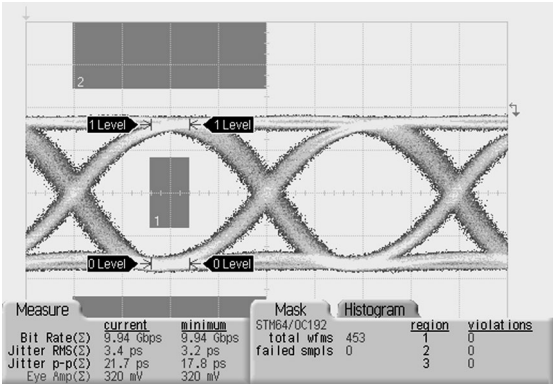 2
1 Level 1 Level
1
0 Level 0 Level
Measure
current minimum
Bit Rate(Σ) 9.94 Gbps 9.94 Gbps
Jitter RMS(Σ) 3.4 ps 3.2 ps
Jitter p-p(Σ) 21.7 ps 17.8 ps
Eye Amp(Σ) 320 mV 320 mV
Mask Histogram
STM64/OC192 region violations
total wfms 453 1 0
failed smpls 0 2 0
3 0